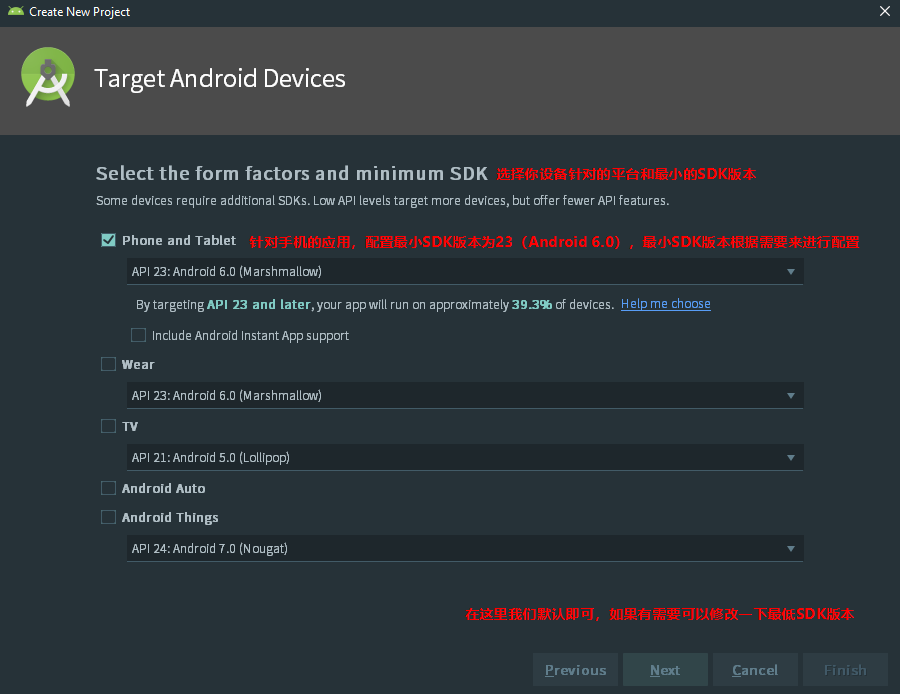 Create New Project
Target Android Devices
Select the form factors and minimum SDK 选择你设备针对的平台和最小的SDK版本
Some devices require additional SDKs. Low API levels target more devices, but offer fewer API features.
Phone and Tablet 针对手机的应用，配置最小SDK版本为23（Android 6.0），最小SDK版本根据需要来进行配置
API 23: Android 6.0 (Marshmallow)
By targeting API 23 and later, your app will run on approximately 39.3% of devices. Help me choose
Include Android Instant App support
Wear
API 23: Android 6.0 (Marshmallow)
TV
API 21: Android 5.0 (Lollipop)
Android Auto
Android Things
API 24: Android 7.0 (Nougat)
在这里我们默认即可，如果有需要可以修改一下最低SDK版本
Previous Next Cancel Finish